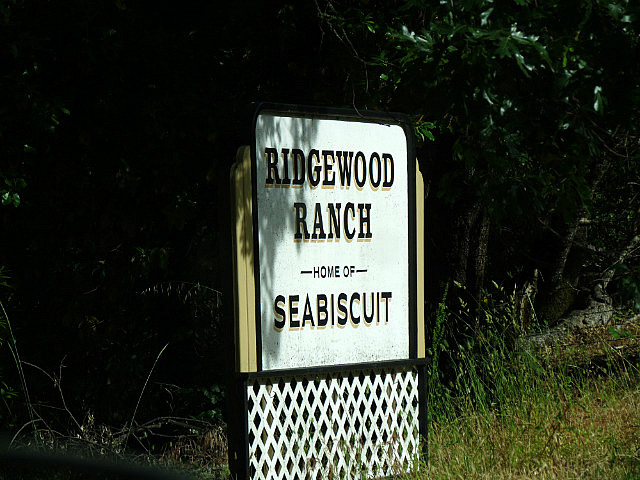 RIDGEWOOD
RANCH
—HOME OF—
SEABISCUIT